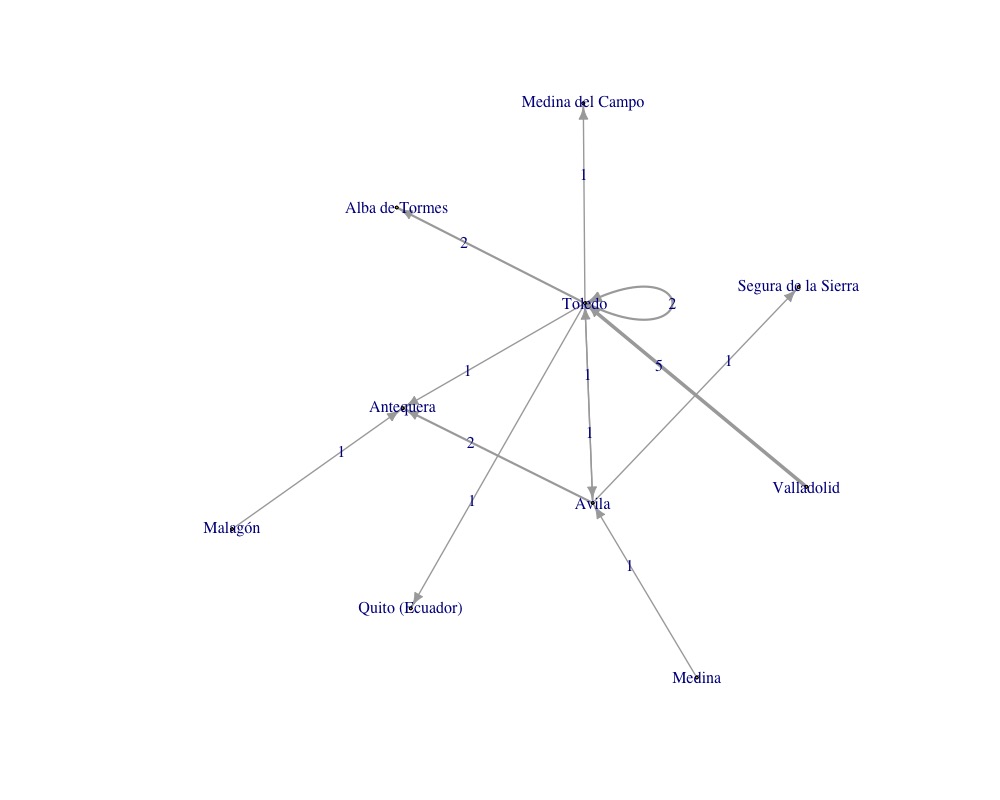 Medina del Campo
1
Alba de Tormes
2
Segura de la Sierra
Toledo
2
1
5
1
1
Antequera
1
2
1
1
Valladolid
1
Avila
Malagón
1
Quito (Ecuador)
Medina